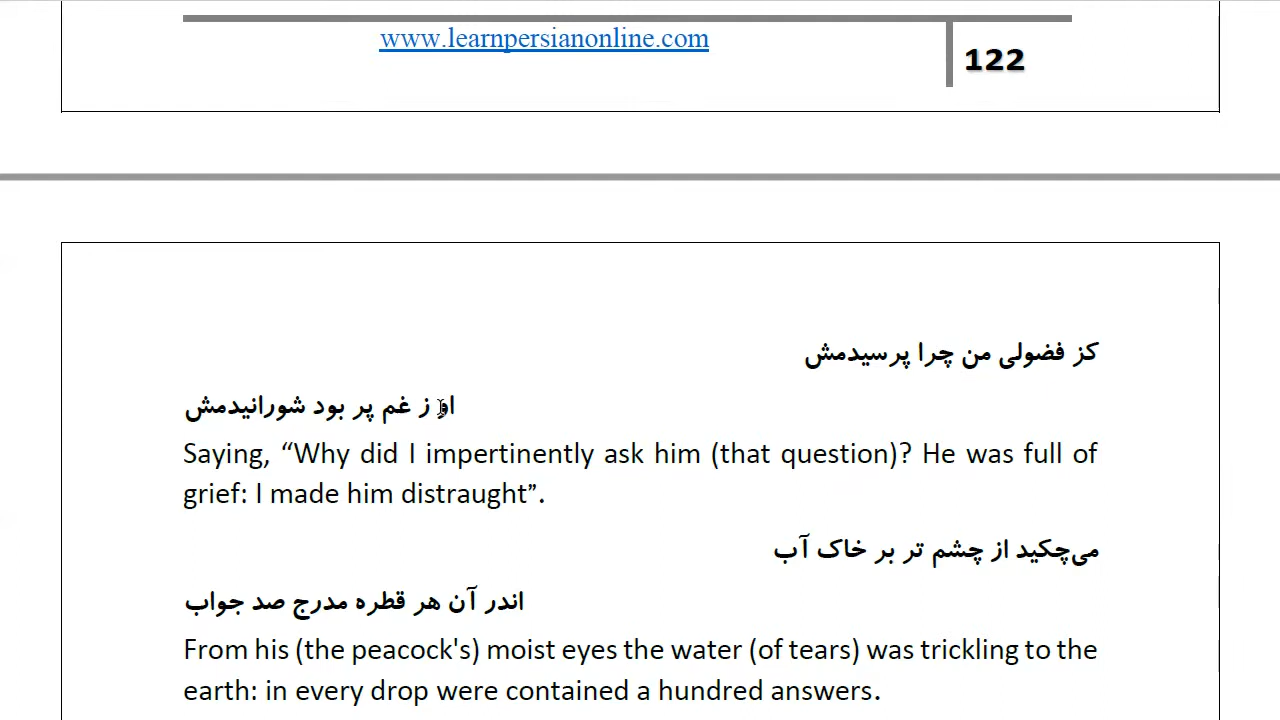 www.learnpersianonline.com
122
کز فضولی من چرا پرسیدمش
او ز غم پر بود شورانیدمش
Saying, “Why did I impertinently ask him (that question)? He was full of
grief: I made him distraught”.
می‌چکید از چشم تر بر خاک آب
اندر آن هر قطره مدرج صد جواب
From his (the peacock's) moist eyes the water (of tears) was trickling to the
earth: in every drop were contained a hundred answers.